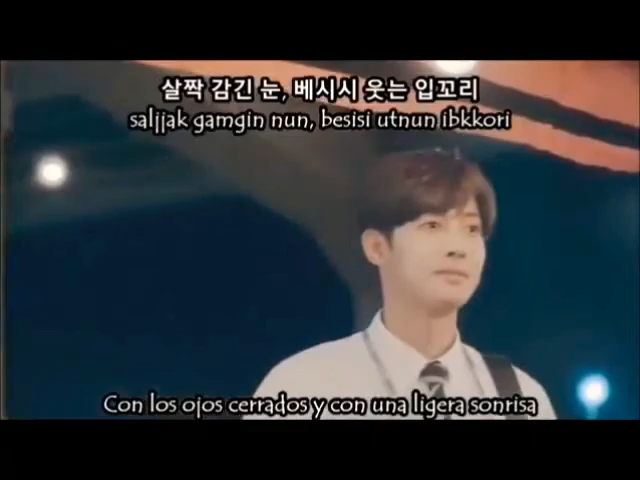 살짝 감긴 눈, 베시시 웃는 입꼬리
saljjak gamgin nun, besisi utnun ibkkori
Con los ojos cerrados y con una ligera sonrisa